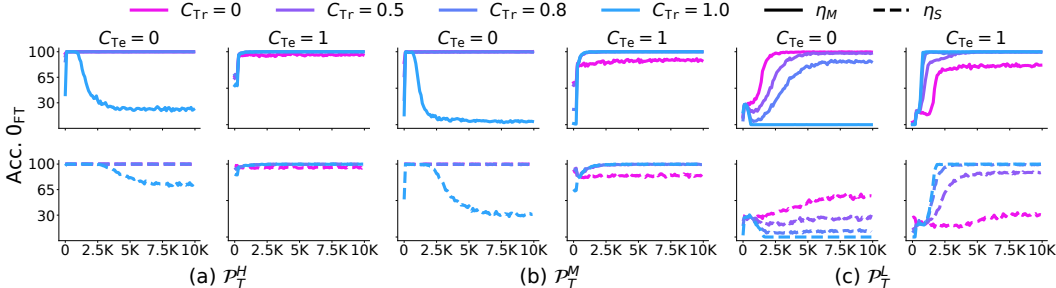 C_Tr = 0 C_Tr = 0.5 C_Tr = 0.8 C_Tr = 1.0 η_M η_S
C_Te = 0 C_Te = 1 C_Te = 0 C_Te = 1 C_Te = 0 C_Te = 1
Acc. 0_FT
100
65
30
100
65
30
0 2.5K 5K 7.5K 10K 0 2.5K 5K 7.5K 10K 0 2.5K 5K 7.5K 10K 0 2.5K 5K 7.5K 10K 0 2.5K 5K 7.5K 10K 0 2.5K 5K 7.5K 10K
(a) 𝒫_T^H (b) 𝒫_T^M (c) 𝒫_T^L